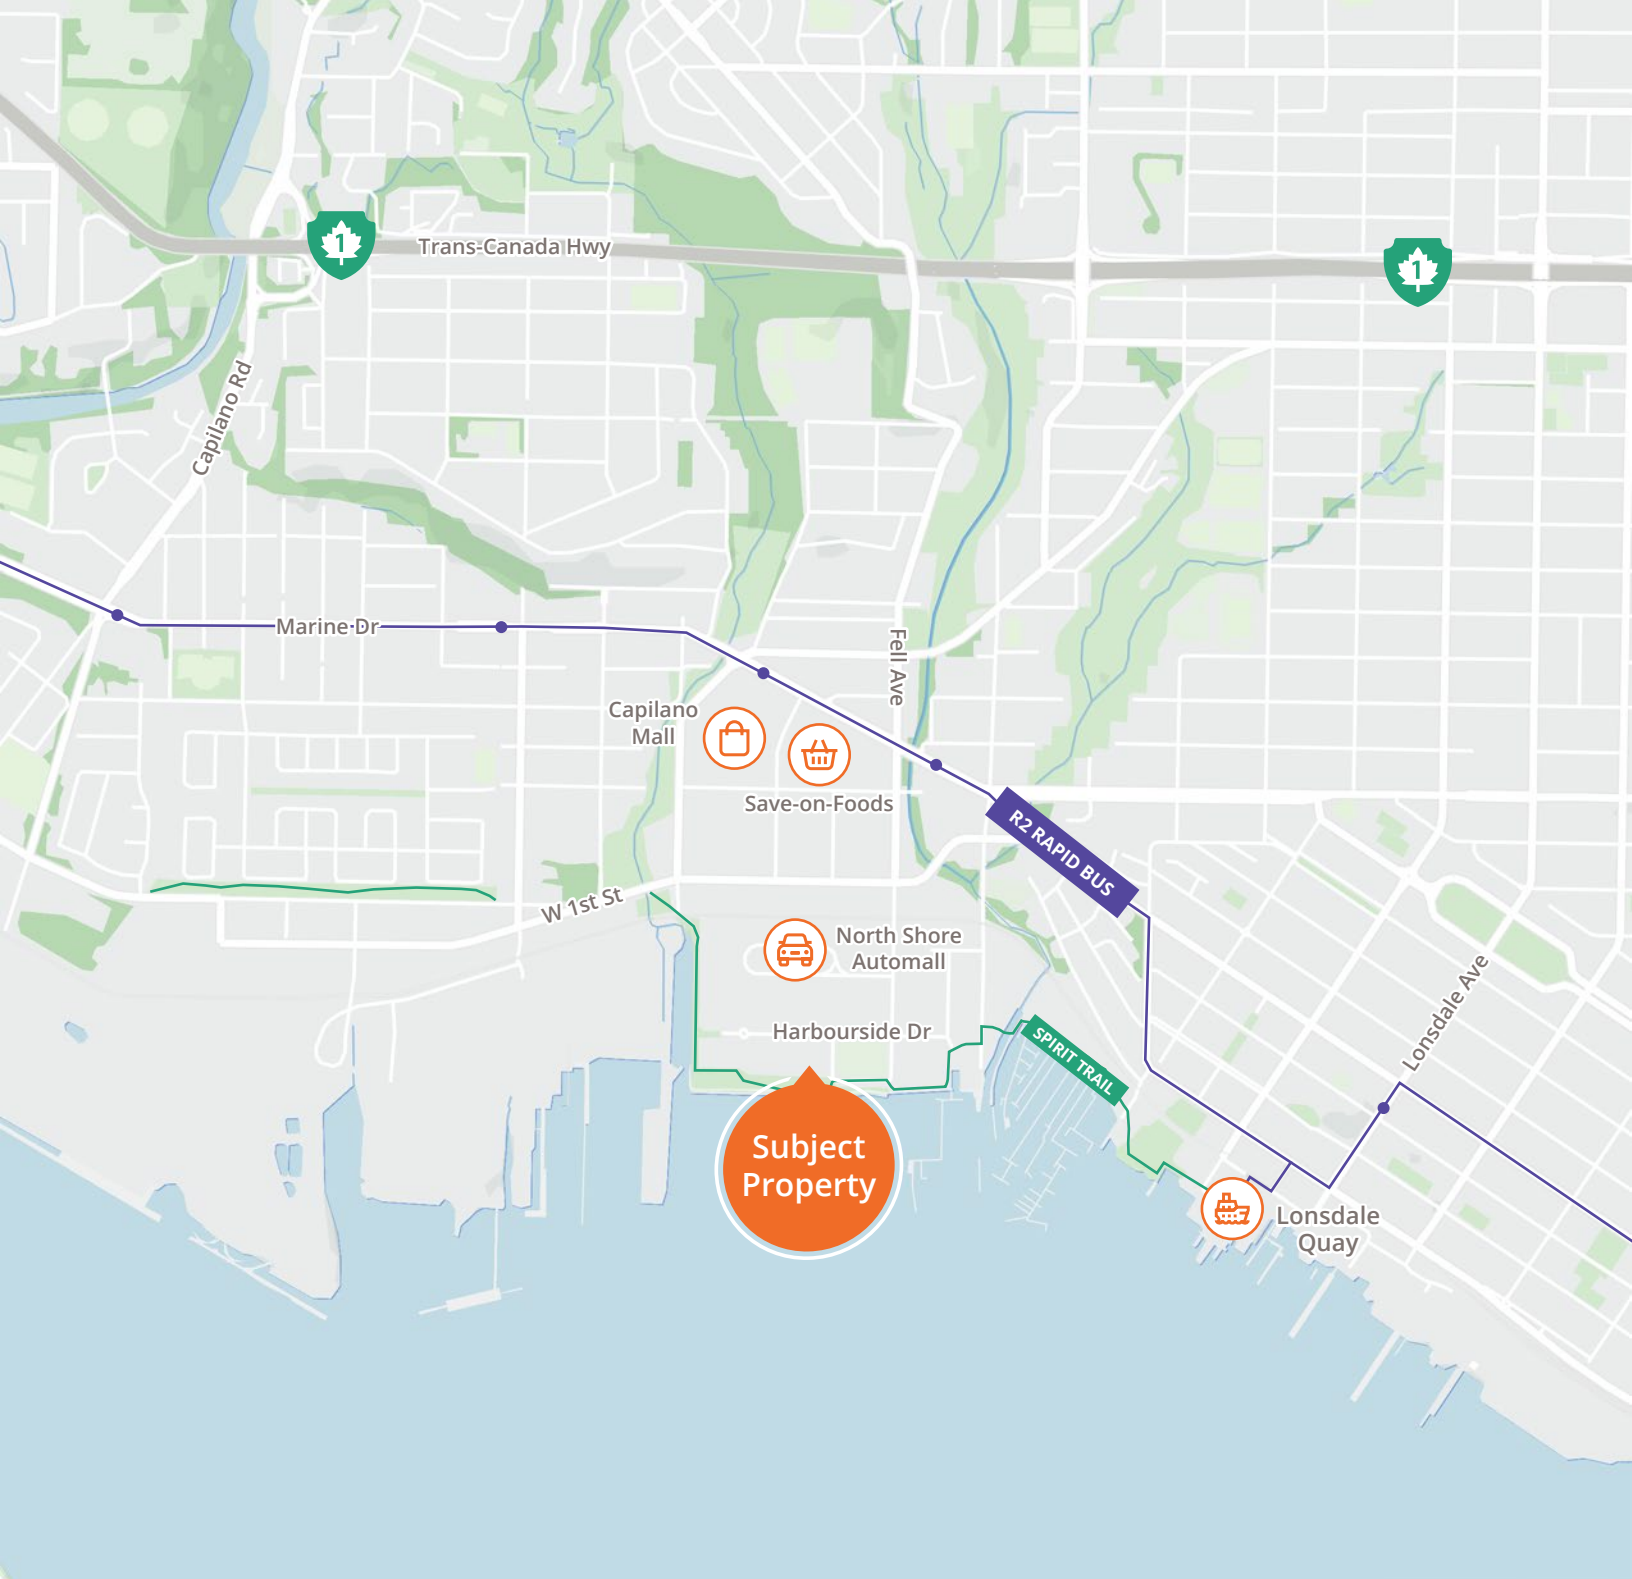 1
Trans-Canada Hwy
1
Capilano Rd
Marine Dr
Fell Ave
Capilano
Mall
Save-on-Foods
R2 RAPID BUS
W 1st St
North Shore
Automall
Harbourside Dr
SPIRIT TRAIL
Lonsdale Ave
Subject
Property
Lonsdale
Quay